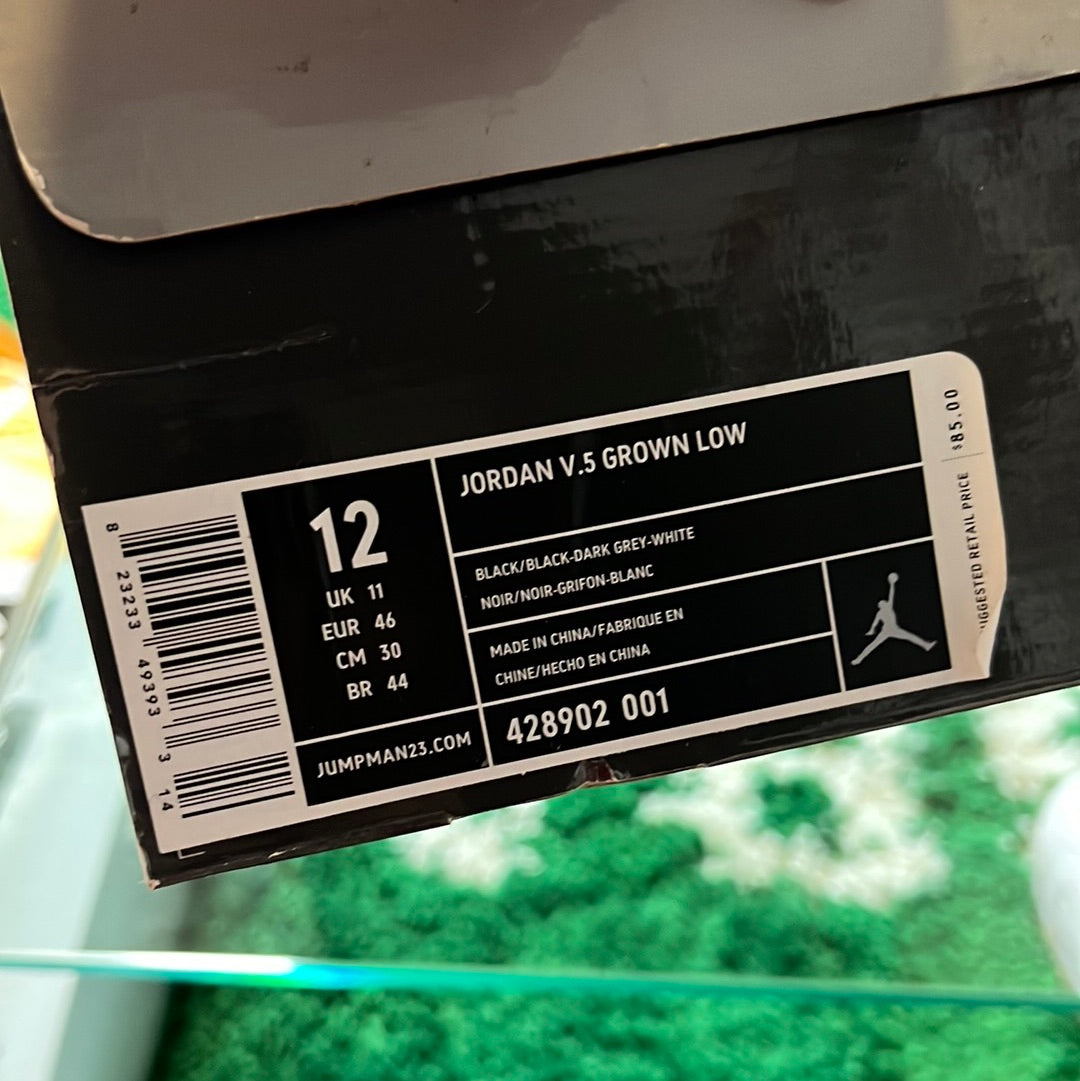 8 23233 49393 3 14
12
UK 11
EUR 46
CM 30
BR 44
JUMPMAN23.COM
JORDAN V.5 GROWN LOW
BLACK/BLACK-DARK GREY-WHITE
NOIR/NOIR-GRIFON-BLANC
MADE IN CHINA/FABRIQUE EN
CHINE/HECHO EN CHINA
428902 001
RETAIL PRICE $85.00